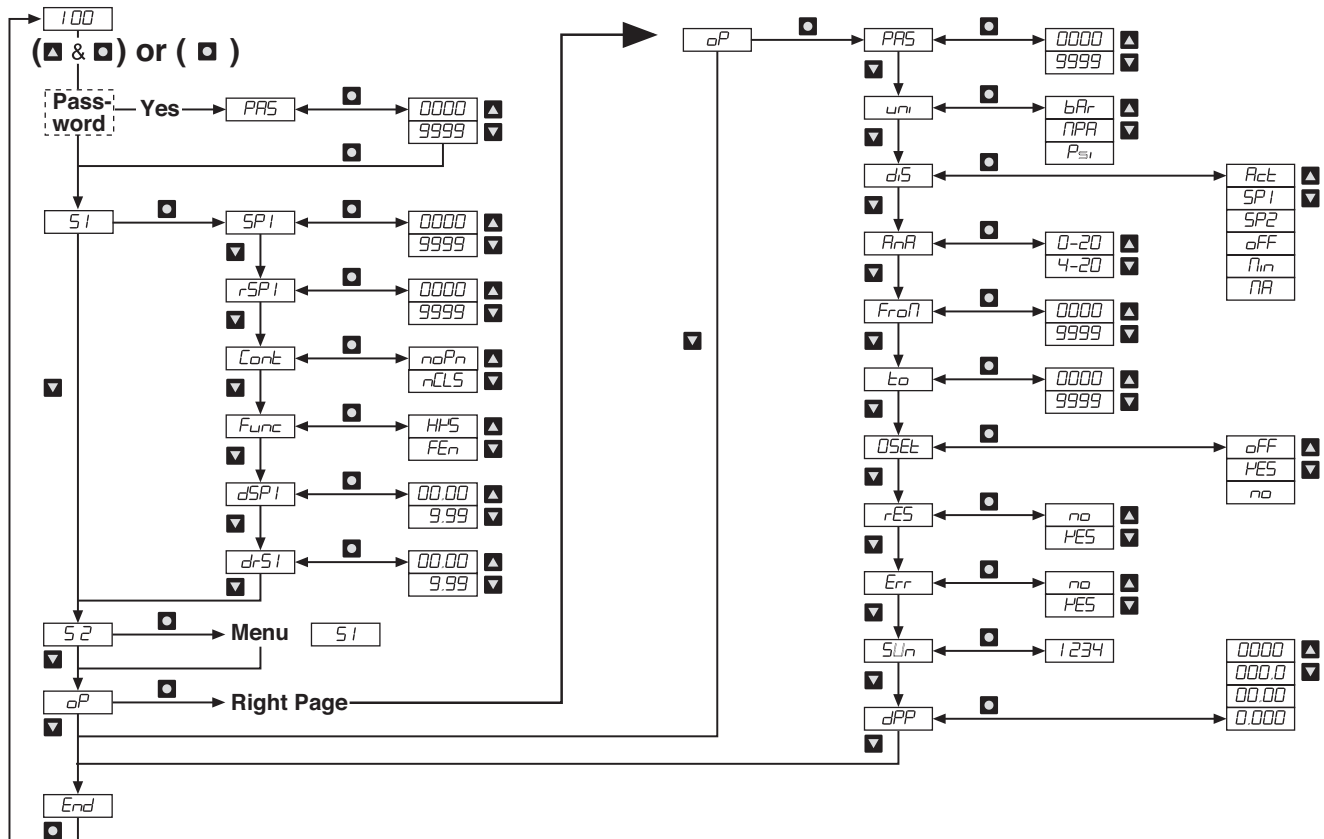 100
(▲ & ●) or ( ● )
Pass-
word
Yes
PAS
0000
9999
S1
SP1
0000
9999
rSP1
0000
9999
Cont
noPn
nCLS
Func
HYS
FEn
dSP1
00.00
9.99
drS1
00.00
9.99
S2
Menu
S1
oP
Right Page
End
oP
PAS
0000
9999
uni
bAr
MPA
Psi
diS
Act
SP1
SP2
oFF
Min
MA
AnA
0-20
4-20
FroM
0000
9999
to
0000
9999
OSEt
oFF
YES
no
rES
no
YES
Err
no
YES
SUn
1234
dPP
0000
000.0
00.00
0.000